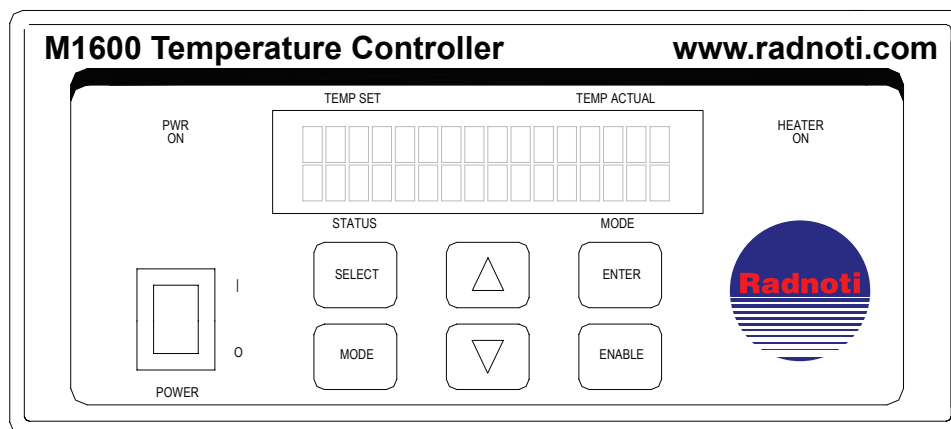 M1600 Temperature Controller www.radnoti.com
TEMP SET TEMP ACTUAL
PWR
ON
HEATER
ON
STATUS MODE
SELECT ENTER
Radnoti
I
MODE ENABLE
O
POWER